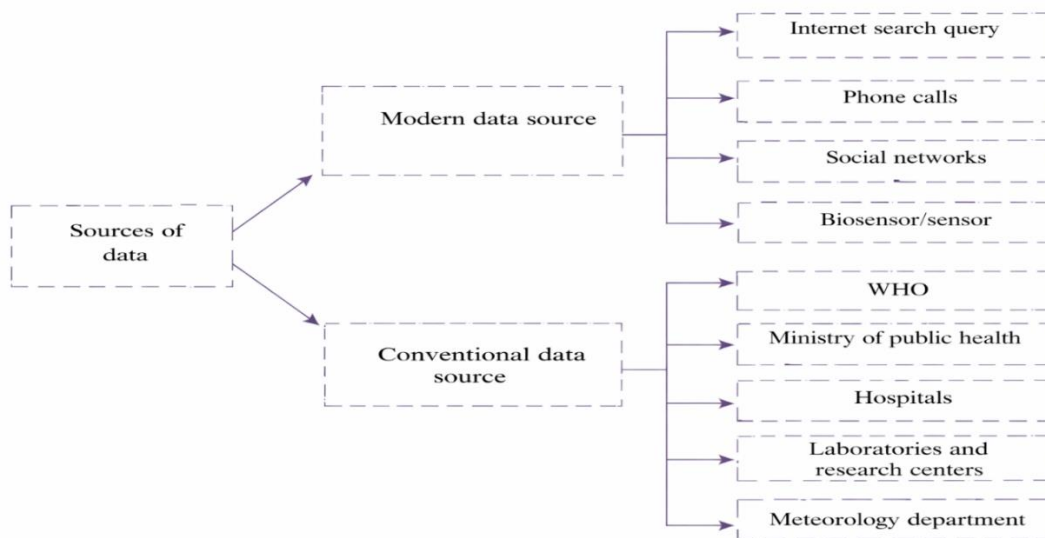 Sources of
data
Modern data source
Internet search query
Phone calls
Social networks
Biosensor/sensor
Conventional data
source
WHO
Ministry of public health
Hospitals
Laboratories and
research centers
Meteorology department